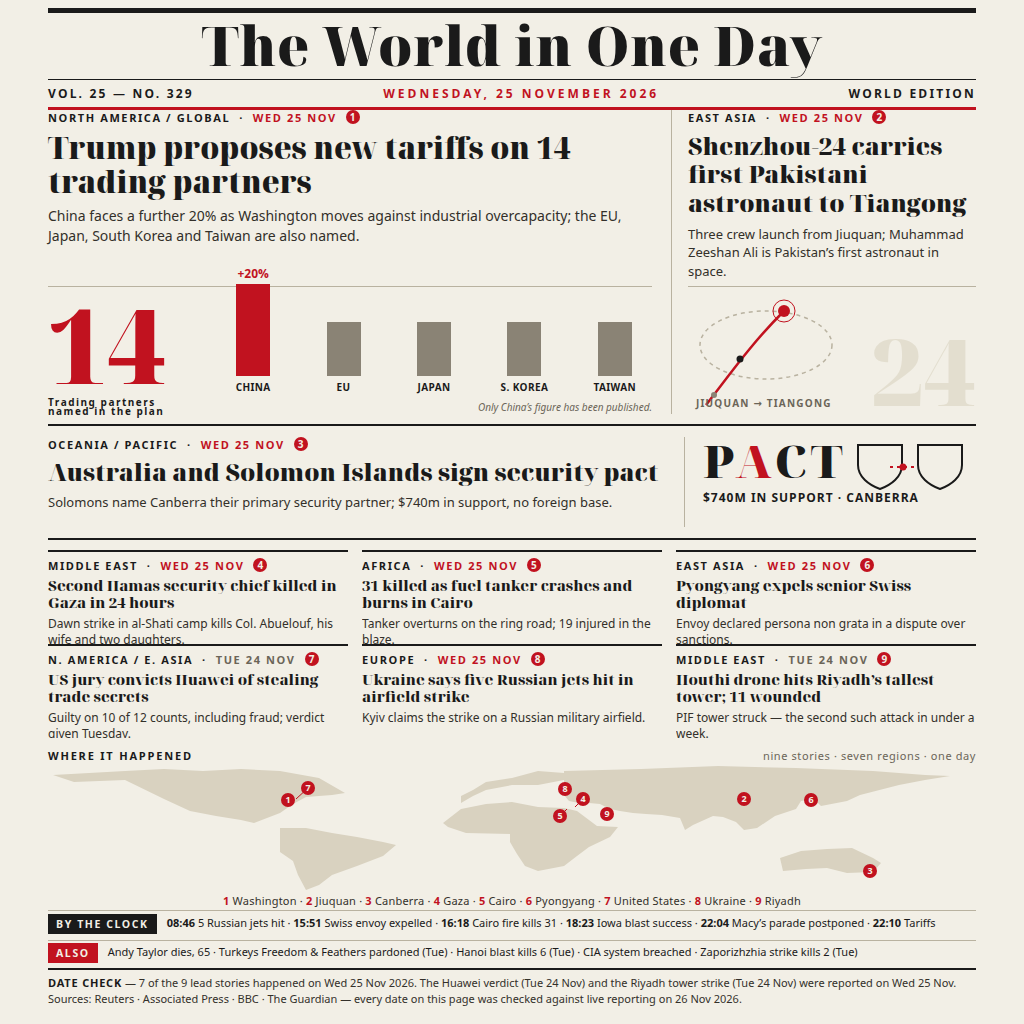 The World in One Day
VOL. 25 — NO. 329
WEDNESDAY, 25 NOVEMBER 2026
WORLD EDITION
NORTH AMERICA / GLOBAL · WED 25 NOV 1
Trump proposes new tariffs on 14
trading partners
China faces a further 20% as Washington moves against industrial overcapacity; the EU,
Japan, South Korea and Taiwan are also named.
14
Trading partners
named in the plan
+20%
CHINA
EU
JAPAN
S. KOREA
TAIWAN
Only China’s figure has been published.
EAST ASIA · WED 25 NOV 2
Shenzhou-24 carries
first Pakistani
astronaut to Tiangong
Three crew launch from Jiuquan; Muhammad
Zeeshan Ali is Pakistan’s first astronaut in
space.
JIUQUAN → TIANGONG
24
OCEANIA / PACIFIC · WED 25 NOV 3
Australia and Solomon Islands sign security pact
Solomons name Canberra their primary security partner; $740m in support, no foreign base.
PACT
$740M IN SUPPORT · CANBERRA
MIDDLE EAST · WED 25 NOV 4
Second Hamas security chief killed in
Gaza in 24 hours
Dawn strike in al-Shati camp kills Col. Abuelouf, his
wife and two daughters.
AFRICA · WED 25 NOV 5
31 killed as fuel tanker crashes and
burns in Cairo
Tanker overturns on the ring road; 19 injured in the
blaze.
EAST ASIA · WED 25 NOV 6
Pyongyang expels senior Swiss
diplomat
Envoy declared persona non grata in a dispute over
sanctions.
N. AMERICA / E. ASIA · TUE 24 NOV 7
US jury convicts Huawei of stealing
trade secrets
Guilty on 10 of 12 counts, including fraud; verdict
given Tuesday.
EUROPE · WED 25 NOV 8
Ukraine says five Russian jets hit in
airfield strike
Kyiv claims the strike on a Russian military airfield.
MIDDLE EAST · TUE 24 NOV 9
Houthi drone hits Riyadh’s tallest
tower; 11 wounded
PIF tower struck — the second such attack in under a
week.
WHERE IT HAPPENED
nine stories · seven regions · one day
1
7
8
4
5
9
2
6
3
1 Washington · 2 Jiuquan · 3 Canberra · 4 Gaza · 5 Cairo · 6 Pyongyang · 7 United States · 8 Ukraine · 9 Riyadh
BY THE CLOCK
08:46 5 Russian jets hit · 15:51 Swiss envoy expelled · 16:18 Cairo fire kills 31 · 18:23 Iowa blast success · 22:04 Macy’s parade postponed · 22:10 Tariffs
ALSO
Andy Taylor dies, 65 · Turkeys Freedom & Feathers pardoned (Tue) · Hanoi blast kills 6 (Tue) · CIA system breached · Zaporizhzhia strike kills 2 (Tue)
DATE CHECK — 7 of the 9 lead stories happened on Wed 25 Nov 2026. The Huawei verdict (Tue 24 Nov) and the Riyadh tower strike (Tue 24 Nov) were reported on Wed 25 Nov.
Sources: Reuters · Associated Press · BBC · The Guardian — every date on this page was checked against live reporting on 26 Nov 2026.